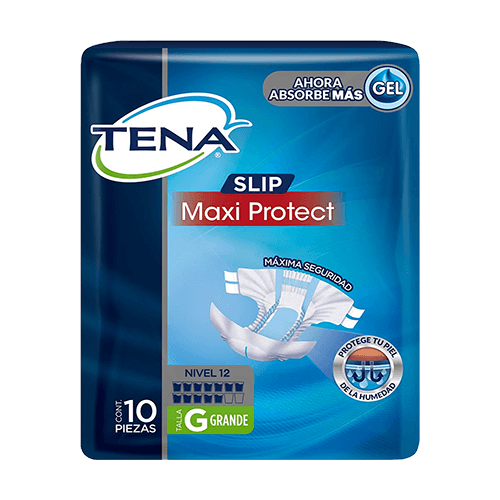 AHORA
ABSORBE MÁS
GEL
TENA
®
SLIP
Maxi Protect
MÁXIMA SEGURIDAD
PROTEGE TU PIEL
DE LA HUMEDAD
NIVEL 12
CONT. 10
PIEZAS
TALLA G GRANDE